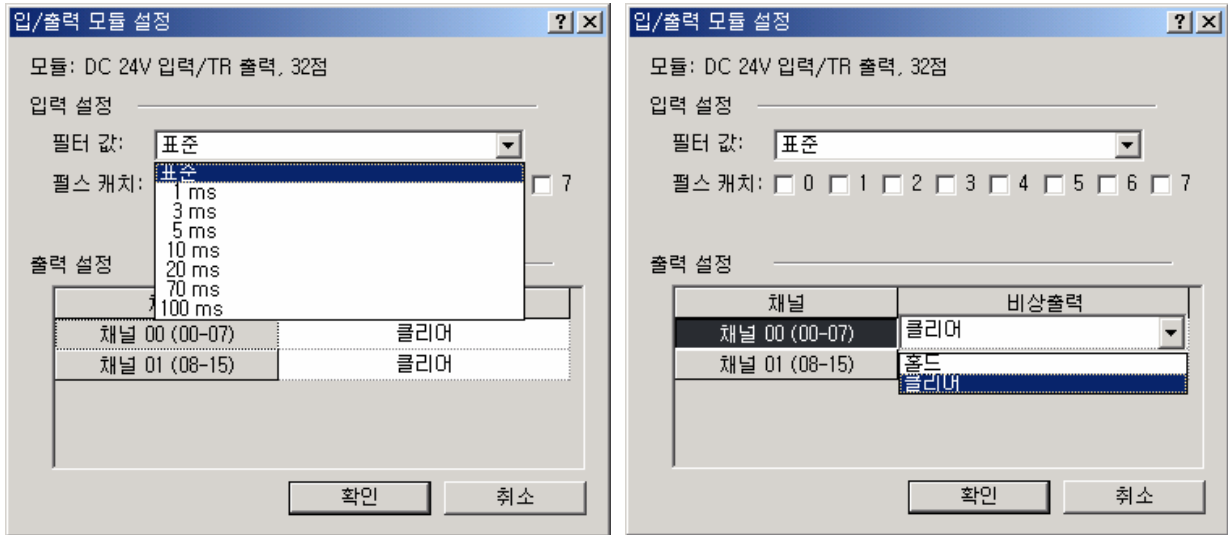 입/출력 모듈 설정
모듈: DC 24V 입력/TR 출력, 32점
입력 설정
필터 값: 표준
표준
1 ms
3 ms
5 ms
10 ms
20 ms
70 ms
100 ms
펄스 캐치: 7
출력 설정
채널 00 (00-07) 클리어
채널 01 (08-15) 클리어
확인 취소
입/출력 모듈 설정
모듈: DC 24V 입력/TR 출력, 32점
입력 설정
필터 값: 표준
펄스 캐치: 0 1 2 3 4 5 6 7
출력 설정
채널 비상출력
채널 00 (00-07) 클리어
채널 01 (08-15) 홀드
클리어
확인 취소